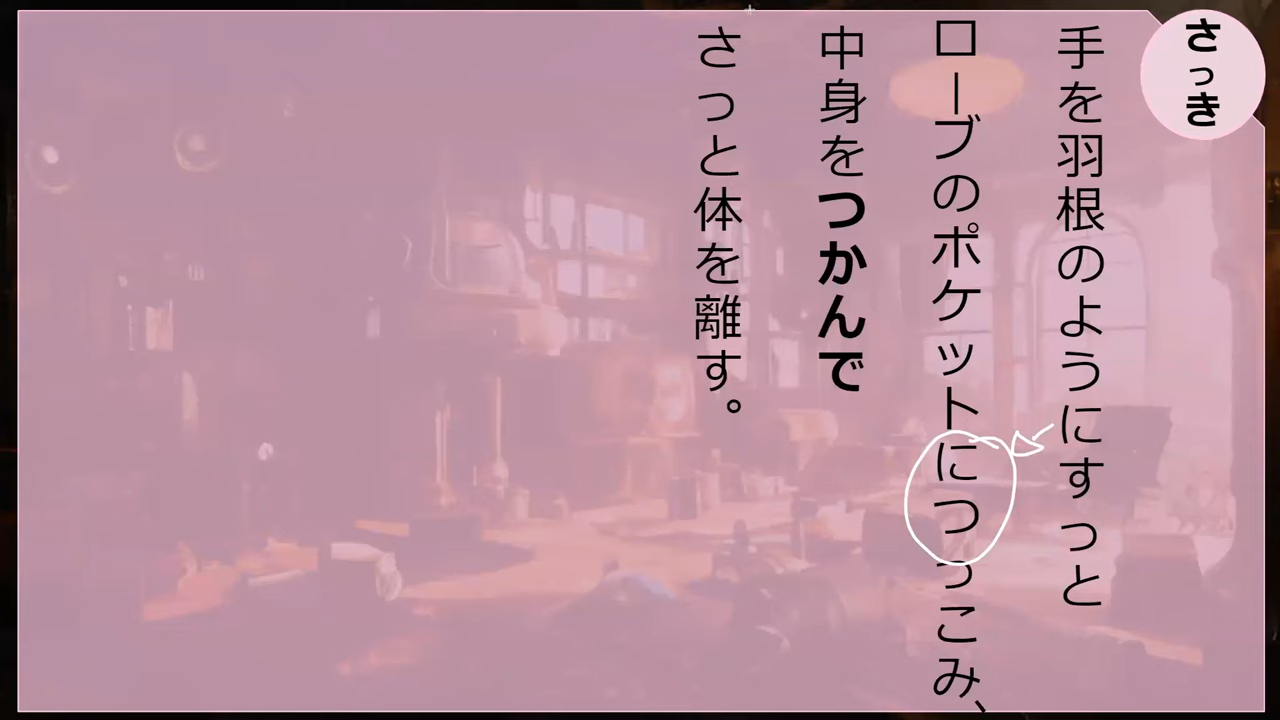 さっき
手を羽根のようにすっと
ローブのポケットにつっこみ、
中身をつかんで
さっと体を離す。